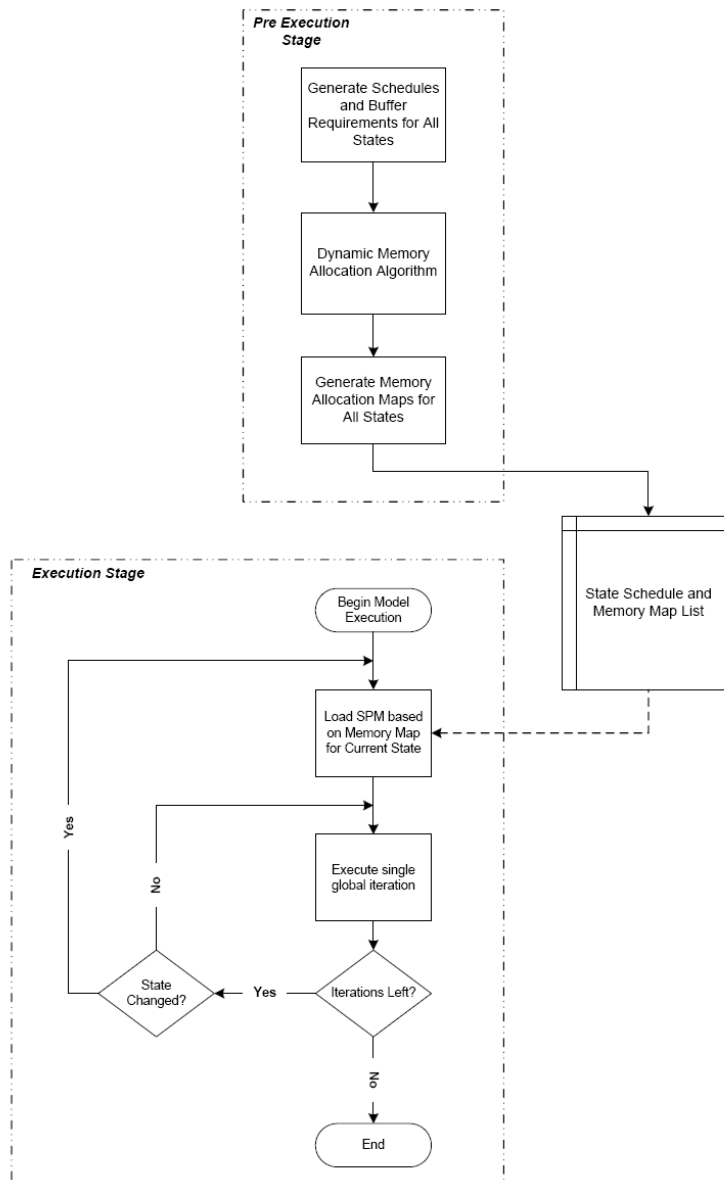 Pre Execution
Stage
Generate Schedules
and Buffer
Requirements for All
States
Dynamic Memory
Allocation Algorithm
Generate Memory
Allocation Maps for
All States
State Schedule and
Memory Map List
Execution Stage
Begin Model
Execution
Load SPM based
on Memory Map
for Current State
Yes
No
Execute single
global iteration
State
Changed?
Yes
Iterations Left?
No
End